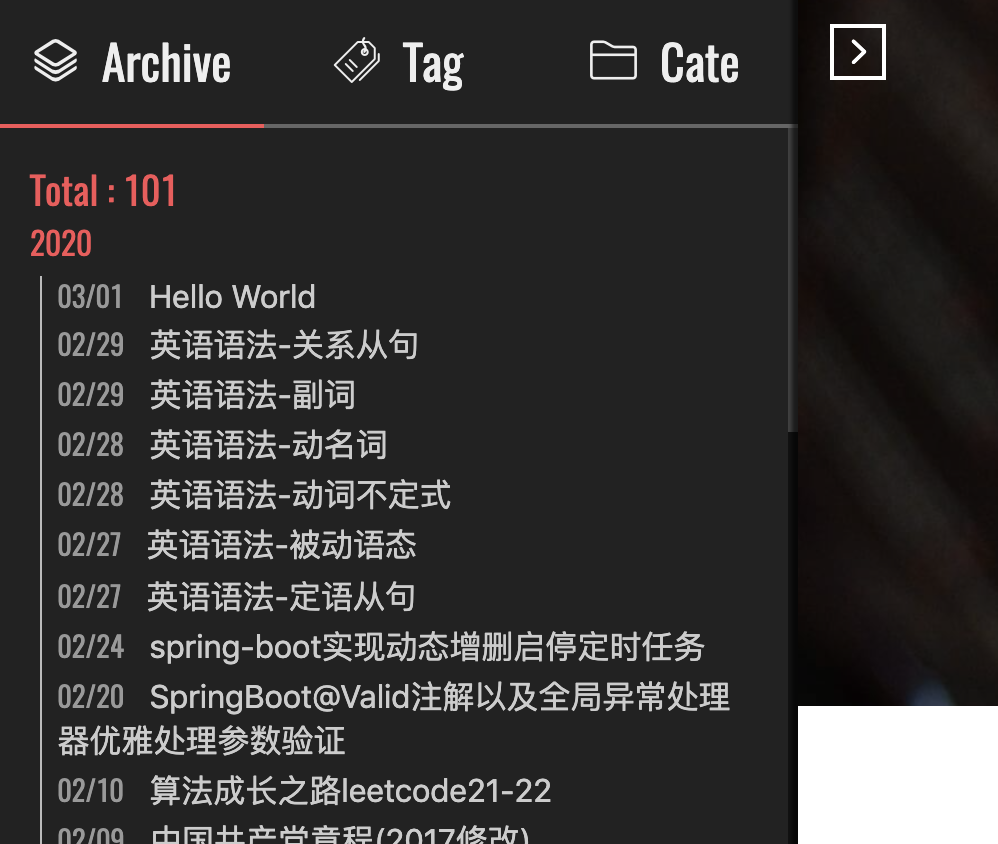 Archive Tag Cate
Total : 101
2020
03/01 Hello World
02/29 英语语法-关系从句
02/29 英语语法-副词
02/28 英语语法-动名词
02/28 英语语法-动词不定式
02/27 英语语法-被动语态
02/27 英语语法-定语从句
02/24 spring-boot实现动态增删启停定时任务
02/20 SpringBoot@Valid注解以及全局异常处理
器优雅处理参数验证
02/10 算法成长之路leetcode21-22
02/09 中国共产党章程(2017修改)